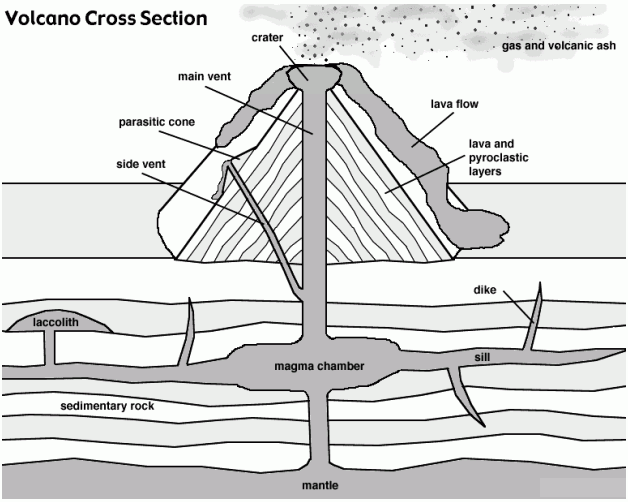 Volcano Cross Section
crater
gas and volcanic ash
main vent
lava flow
parasitic cone
lava and
pyroclastic
layers
side vent
dike
laccolith
sill
magma chamber
sedimentary rock
mantle